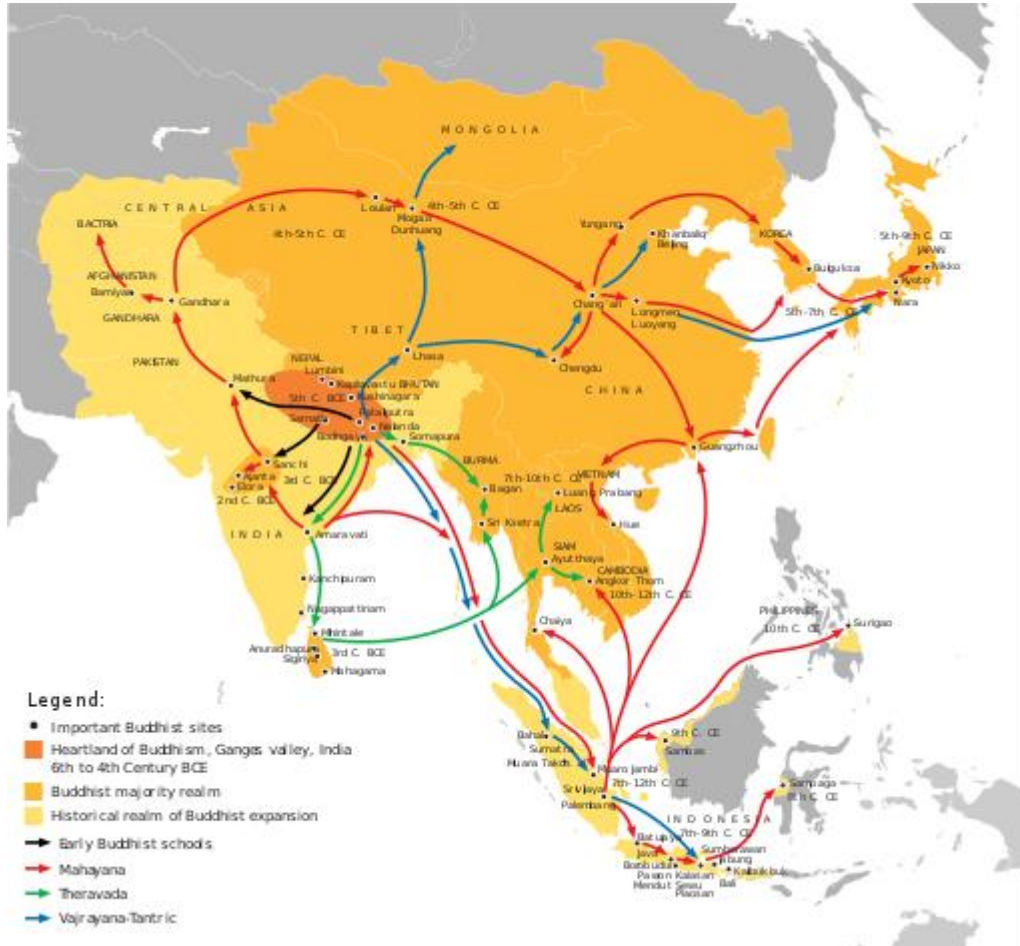 MONGOLIA
CENTRAL ASIA
BACTRIA
Loulan
4th-5th C. CE
Mogao
Dunhuang
4th-5th C. CE
Yungang
Khanbaliq
Beijing
KOREA
5th-9th C. CE
JAPAN
Nikko
Kyoto
Nara
Bulguksa
AFGHANISTAN
Bamiyan
Gandhara
GANDHARA
Chang'an
Longmen
Luoyang
5th-7th C. CE
TIBET
Lhasa
PAKISTAN
NEPAL
Lumbini
Mathura
Kapilavastu
BHUTAN
Kushinagara
5th C. BCE
Chengdu
CHINA
Sarnath
Pataliputra
Nalanda
Bodhgaya
Somapura
Guangzhou
Sanchi
BURMA
Ajanta
3rd C. BCE
Ellora
2nd C. BCE
7th-10th C. CE
VIETNAM
Bagan
Luang Prabang
LAOS
INDIA
Amaravati
Sri Ksetra
Hue
SIAM
Ayutthaya
CAMBODIA
Angkor Thom
10th-12th C. CE
Kanchipuram
Nagappattinam
Chaiya
PHILIPPINES
10th C. CE
Surigao
Mihintale
Anuradhapura
3rd C. BCE
Sigiriya
Mahagama
Legend:
Important Buddhist sites
Heartland of Buddhism, Ganges valley, India
6th to 4th Century BCE
Buddhist majority realm
Historical realm of Buddhist expansion
Early Buddhist schools
Mahayana
Theravada
Vajrayana-Tantric
Bahal
Sumatra
Muara Takus
Muaro Jambi
7th-12th C. CE
Srivijaya
Palembang
9th C. CE
Sambas
Sampaga
INDONESIA
7th-9th C. CE
Batujaya
Java
Sumberawan
Jabung
Borobudur
Kalibukbuk
Pawon Kalasan
Mendut Sewu
Bali
Plaosan